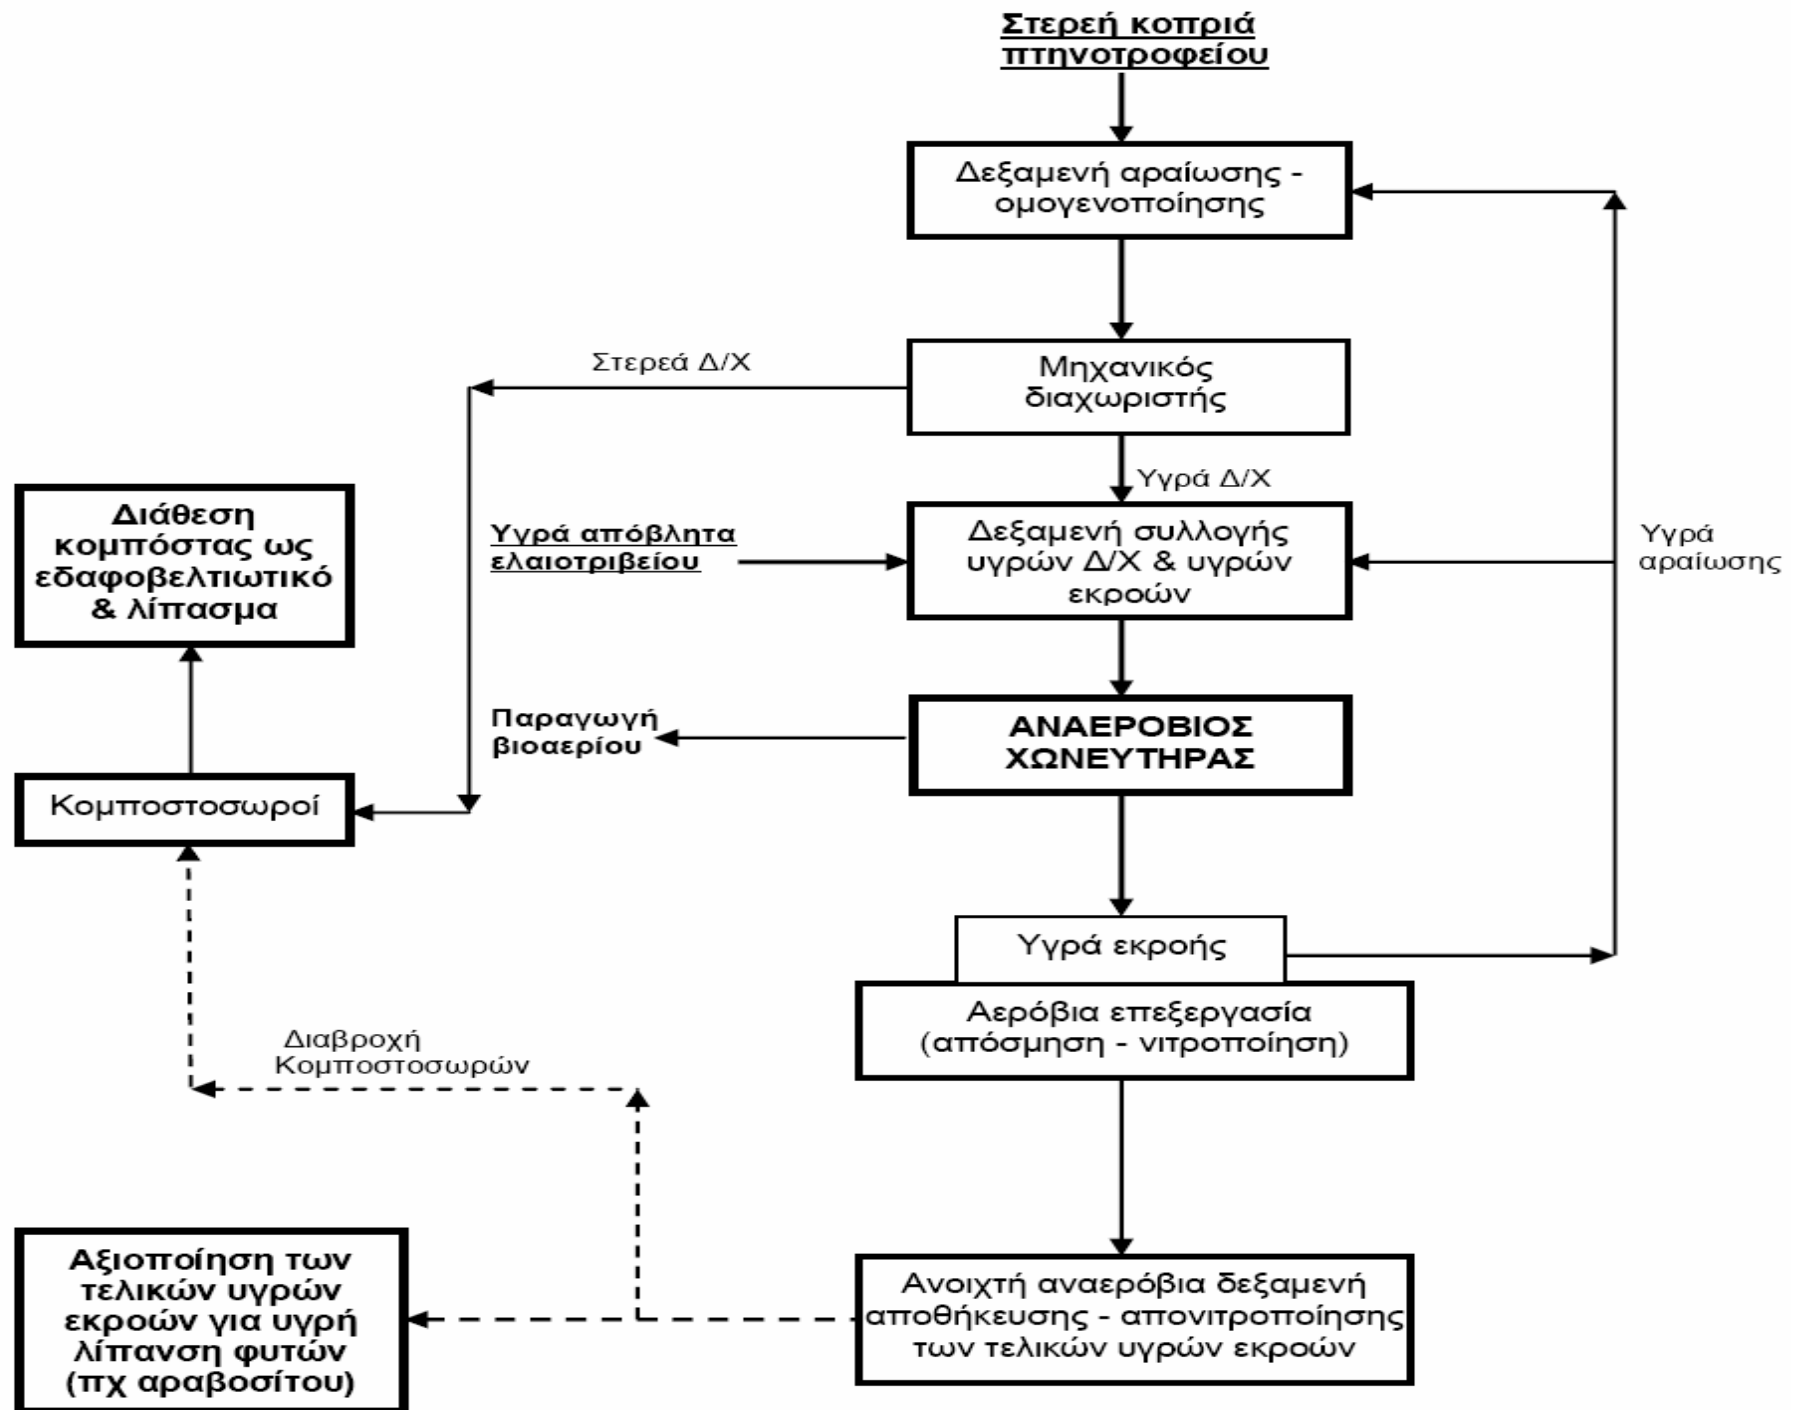 Στερεή κοπριά
πτηνοτροφείου
Δεξαμενή αραίωσης -
ομογενοποίησης
Στερεά Δ/Χ
Μηχανικός
διαχωριστής
Υγρά Δ/Χ
Διάθεση
κομπόστας ως
εδαφοβελτιωτικό
& λίπασμα
Υγρά απόβλητα
ελαιοτριβείου
Δεξαμενή συλλογής
υγρών Δ/Χ & υγρών
εκροών
Υγρά
αραίωσης
Παραγωγή
βιοαερίου
ΑΝΑΕΡΟΒΙΟΣ
ΧΩΝΕΥΤΗΡΑΣ
Κομποστοσωροί
Υγρά εκροής
Αερόβια επεξεργασία
(απόσμηση - νιτροποίηση)
Διαβροχή
Κομποστοσωρών
Αξιοποίηση των
τελικών υγρών
εκροών για υγρή
λίπανση φυτών
(πχ αραβοσίτου)
Ανοιχτή αναερόβια δεξαμενή
αποθήκευσης - απονιτροποίησης
των τελικών υγρών εκροών